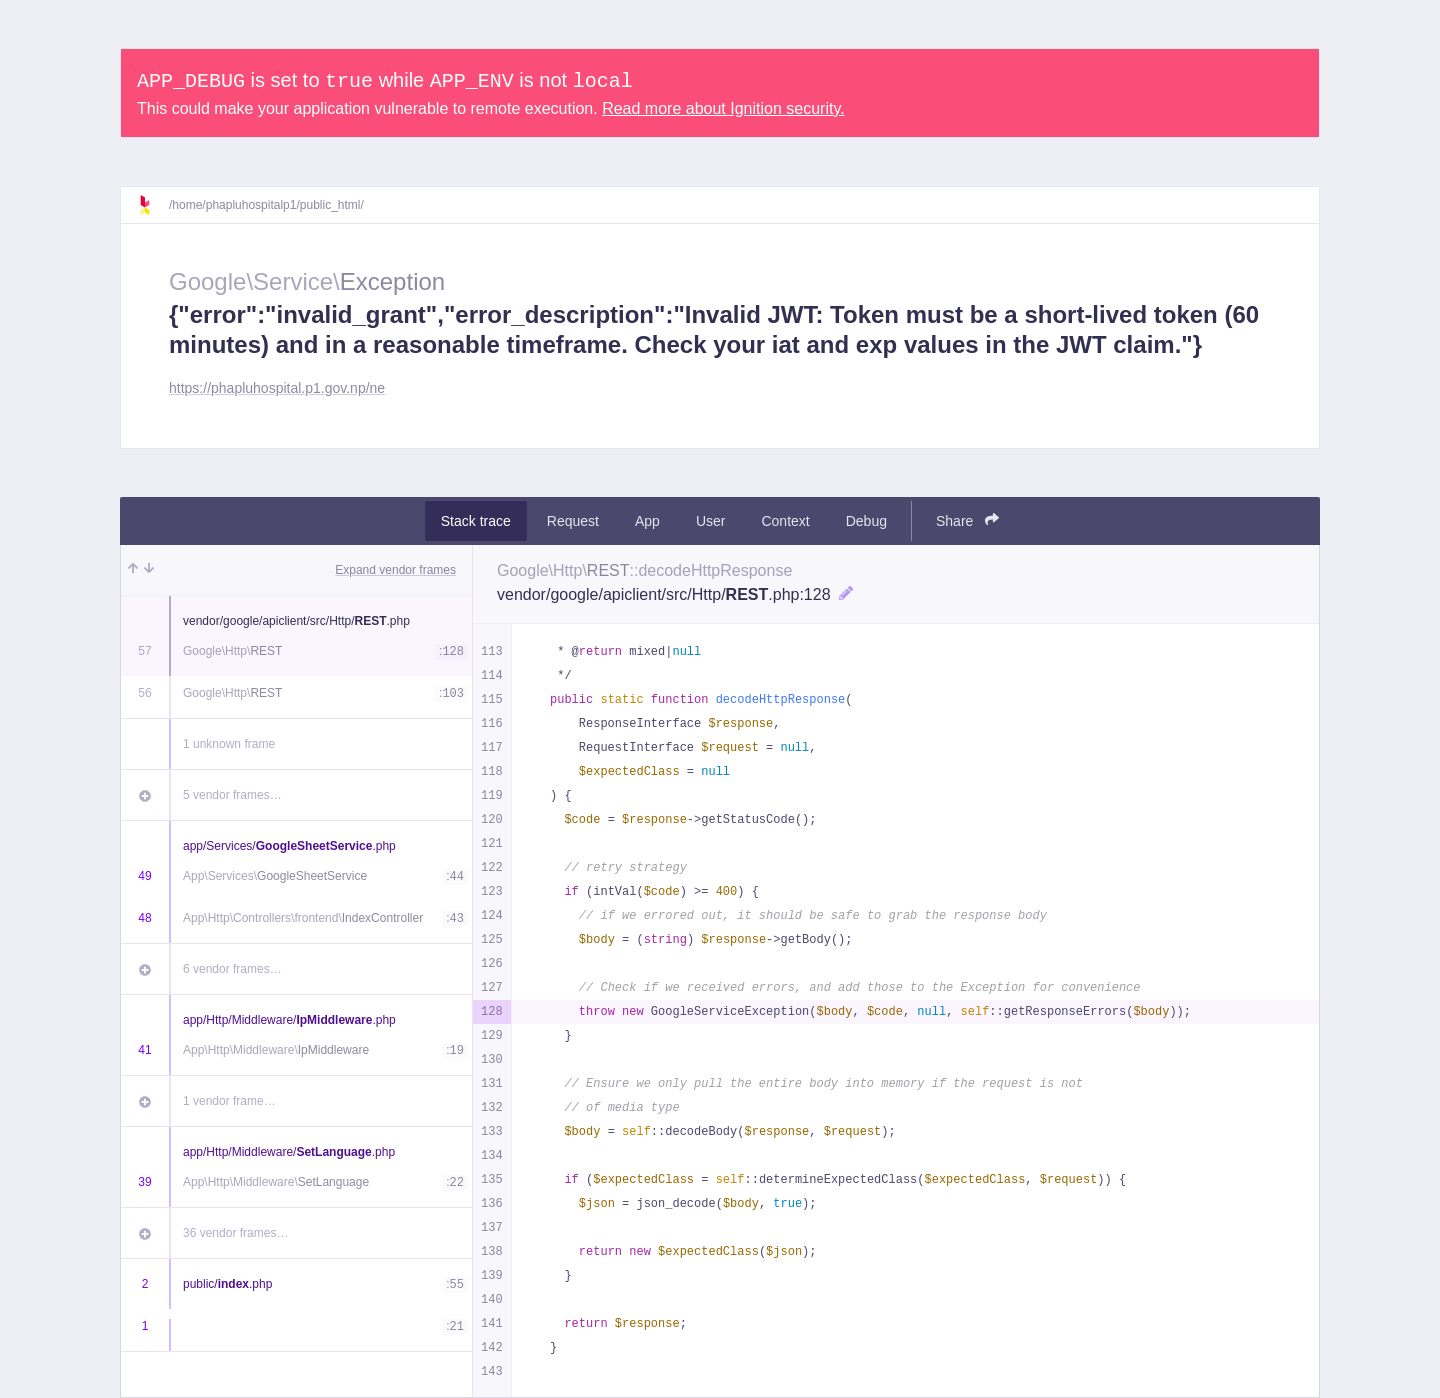 APP_DEBUG is set to true while APP_ENV is not local
This could make your application vulnerable to remote execution. Read more about Ignition security.
/home/phapluhospitalp1/public_html/
Google\Service\Exception
{"error":"invalid_grant","error_description":"Invalid JWT: Token must be a short-lived token (60
minutes) and in a reasonable timeframe. Check your iat and exp values in the JWT claim."}
https://phapluhospital.p1.gov.np/ne
Stack trace Request App User Context Debug Share
Expand vendor frames
vendor/google/apiclient/src/Http/REST.php
57 Google\Http\REST :128
56 Google\Http\REST :103
1 unknown frame
5 vendor frames…
app/Services/GoogleSheetService.php
49 App\Services\GoogleSheetService :44
48 App\Http\Controllers\frontend\IndexController :43
6 vendor frames…
app/Http/Middleware/IpMiddleware.php
41 App\Http\Middleware\IpMiddleware :19
1 vendor frame…
app/Http/Middleware/SetLanguage.php
39 App\Http\Middleware\SetLanguage :22
36 vendor frames…
2 public/index.php :55
1 :21
Google\Http\REST::decodeHttpResponse
vendor/google/apiclient/src/Http/REST.php:128
113 * @return mixed|null
114 */
115 public static function decodeHttpResponse(
116 ResponseInterface $response,
117 RequestInterface $request = null,
118 $expectedClass = null
119 ) {
120 $code = $response->getStatusCode();
121
122 // retry strategy
123 if (intVal($code) >= 400) {
124 // if we errored out, it should be safe to grab the response body
125 $body = (string) $response->getBody();
126
127 // Check if we received errors, and add those to the Exception for convenience
128 throw new GoogleServiceException($body, $code, null, self::getResponseErrors($body));
129 }
130
131 // Ensure we only pull the entire body into memory if the request is not
132 // of media type
133 $body = self::decodeBody($response, $request);
134
135 if ($expectedClass = self::determineExpectedClass($expectedClass, $request)) {
136 $json = json_decode($body, true);
137
138 return new $expectedClass($json);
139 }
140
141 return $response;
142 }
143